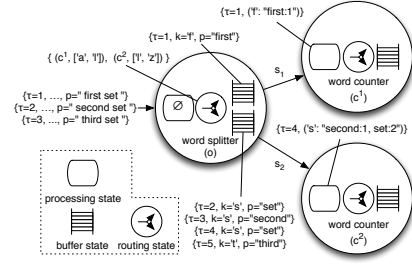 {τ=1, k='f', p="first"}
{τ=1, ('f': "first:1")}
{ (c¹, ['a', 'l']), (c², ['l', 'z']) }
s₁
word counter
(c¹)
{τ=1, ..., p=" first set "}
{τ=2, ..., p=" second set "}
{τ=3, ..., p=" third set "}
∅
word splitter
(o)
{τ=4, ('s': "second:1, set:2")}
s₂
processing state
buffer state
routing state
{τ=2, k='s', p="set"}
{τ=3, k='s', p="second"}
{τ=4, k='s', p="set"}
{τ=5, k='t', p="third"}
word counter
(c²)